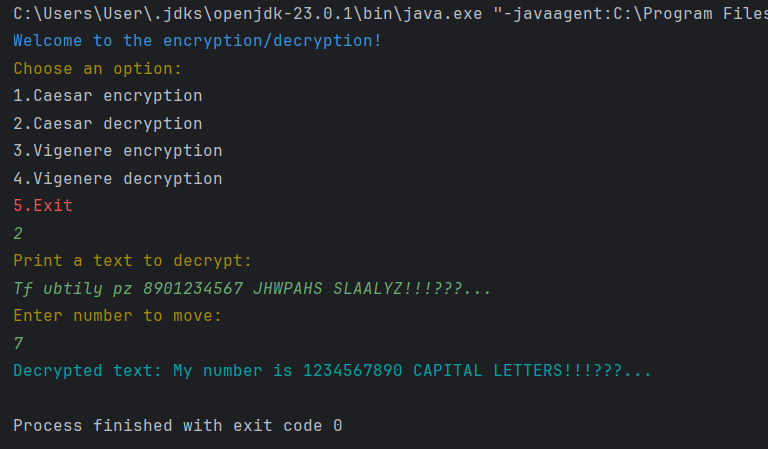 C:\Users\User\.jdks\openjdk-23.0.1\bin\java.exe "-javaagent:C:\Program Files
Welcome to the encryption/decryption!
Choose an option:
1.Caesar encryption
2.Caesar decryption
3.Vigenere encryption
4.Vigenere decryption
5.Exit
2
Print a text to decrypt:
Tf ubtily pz 8901234567 JHWPAHS SLAALYZ!!!???...
Enter number to move:
7
Decrypted text: My number is 1234567890 CAPITAL LETTERS!!!???...
Process finished with exit code 0